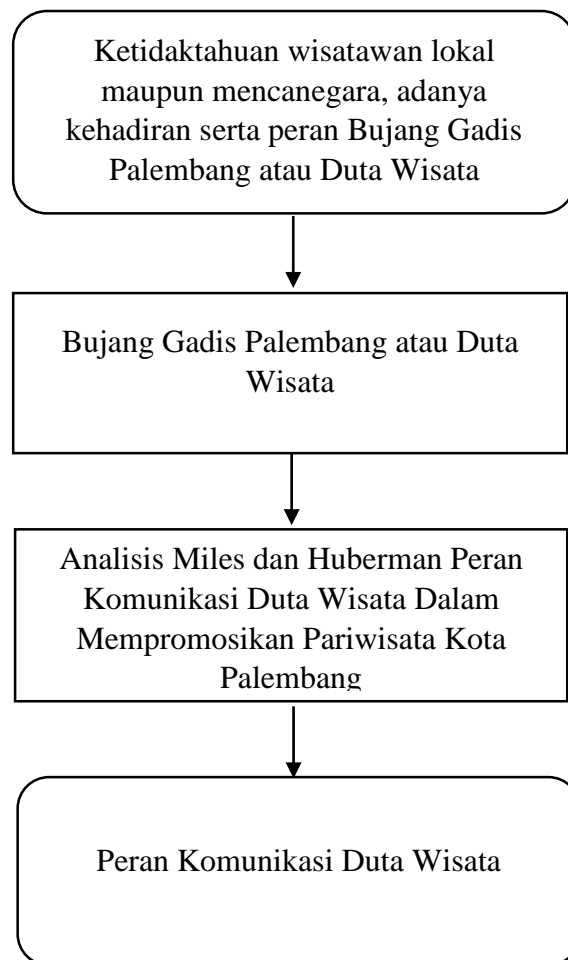 Ketidaktahuan wisatawan lokal
maupun mencanegara, adanya
kehadiran serta peran Bujang Gadis
Palembang atau Duta Wisata
Bujang Gadis Palembang atau Duta
Wisata
Analisis Miles dan Huberman Peran
Komunikasi Duta Wisata Dalam
Mempromosikan Pariwisata Kota
Palembang
Peran Komunikasi Duta Wisata